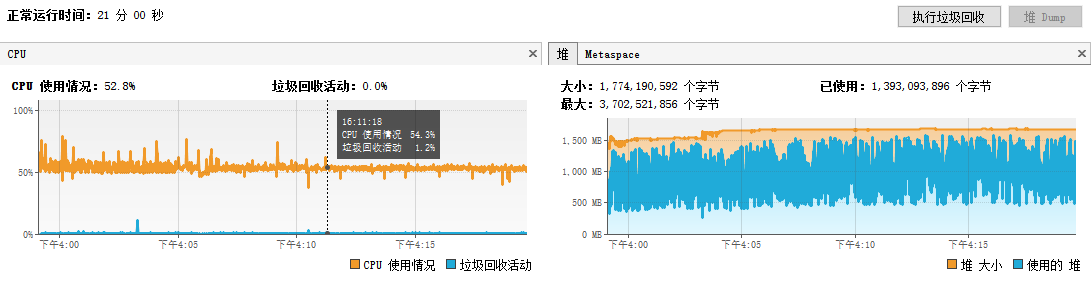 正常运行时间：21 分 00 秒
执行垃圾回收
堆 Dump
CPU
CPU 使用情况：52.8%
垃圾回收活动：0.0%
100%
50%
0%
16:11:18
CPU 使用情况 54.3%
垃圾回收活动 1.2%
下午4:00
下午4:05
下午4:10
下午4:15
CPU 使用情况
垃圾回收活动
堆
Metaspace
大小：1,774,190,592 个字节
已使用：1,393,093,896 个字节
最大：3,702,521,856 个字节
1,500 MB
1,000 MB
500 MB
0 MB
下午4:00
下午4:05
下午4:10
下午4:15
堆 大小
使用的 堆